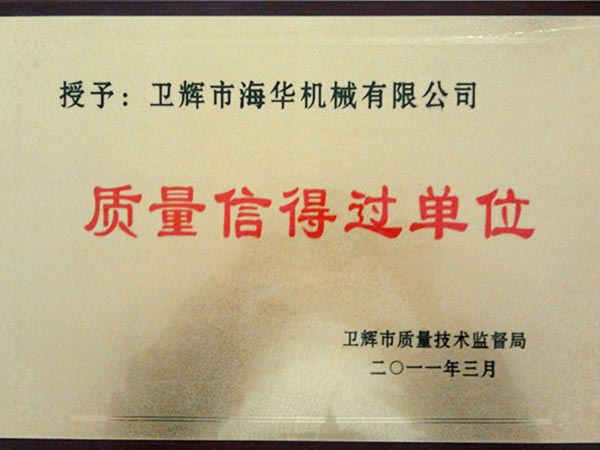 授予：卫辉市海华机械有限公司
质量信得过单位
卫辉市质量技术监督局
二〇一一年三月